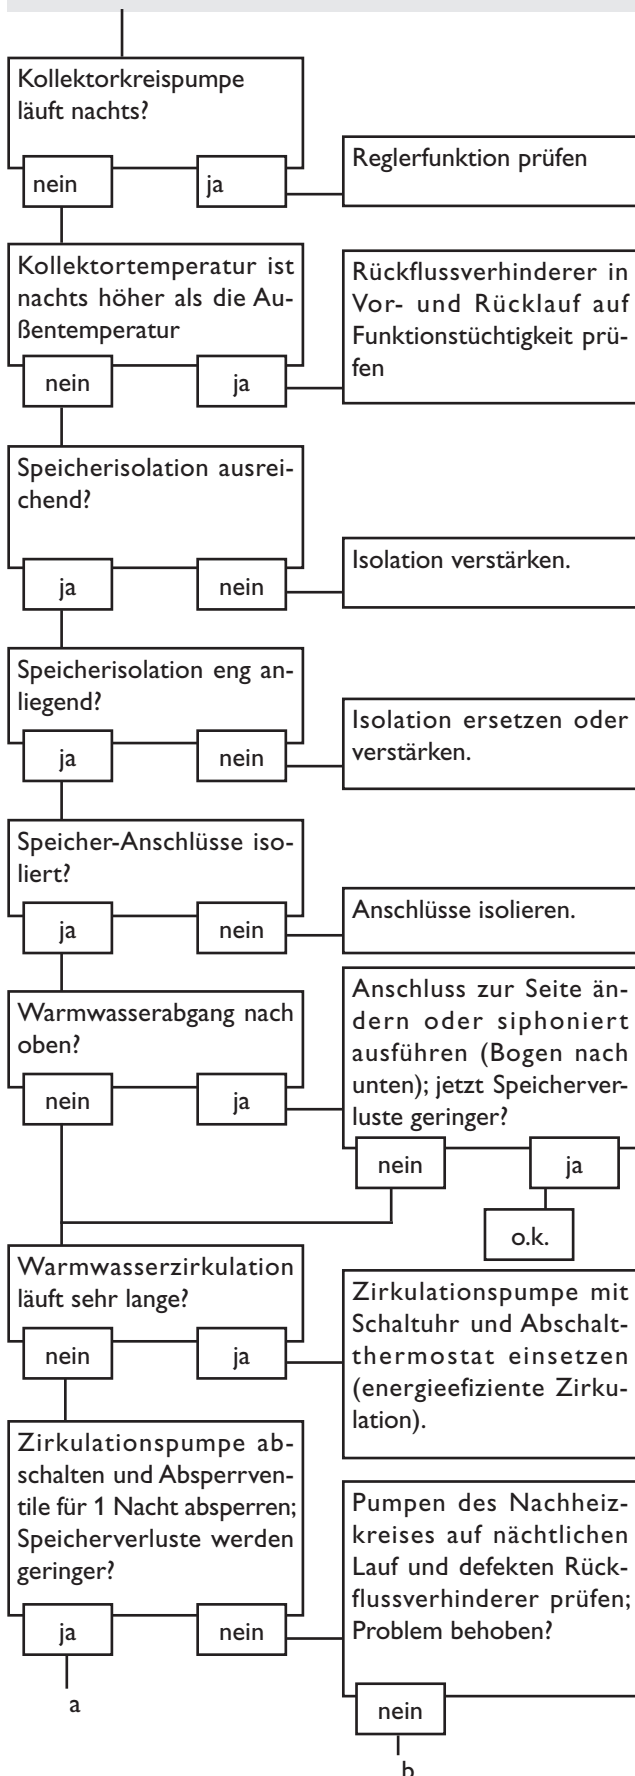 Kollektorkreispumpe
läuft nachts?
nein
ja
Reglerfunktion prüfen
Kollektortemperatur ist
nachts höher als die Au-
ßentemperatur
nein
ja
Rückflussverhinderer in
Vor- und Rücklauf auf
Funktionstüchtigkeit prü-
fen
Speicherisolation ausrei-
chend?
ja
nein
Isolation verstärken.
Speicherisolation eng an-
liegend?
ja
nein
Isolation ersetzen oder
verstärken.
Speicher-Anschlüsse iso-
liert?
ja
nein
Anschlüsse isolieren.
Warmwasserabgang nach
oben?
nein
ja
Anschluss zur Seite än-
dern oder siphoniert
ausführen (Bogen nach
unten); jetzt Speicherver-
luste geringer?
nein
ja
o.k.
Warmwasserzirkulation
läuft sehr lange?
nein
ja
Zirkulationspumpe mit
Schaltuhr und Abschalt-
thermostat einsetzen
(energieefiziente Zirku-
lation).
Zirkulationspumpe ab-
schalten und Absperrven-
tile für 1 Nacht absperren;
Speicherverluste werden
geringer?
ja
nein
a
Pumpen des Nachheiz-
kreises auf nächtlichen
Lauf und defekten Rück-
flussverhinderer prüfen;
Problem behoben?
nein
b